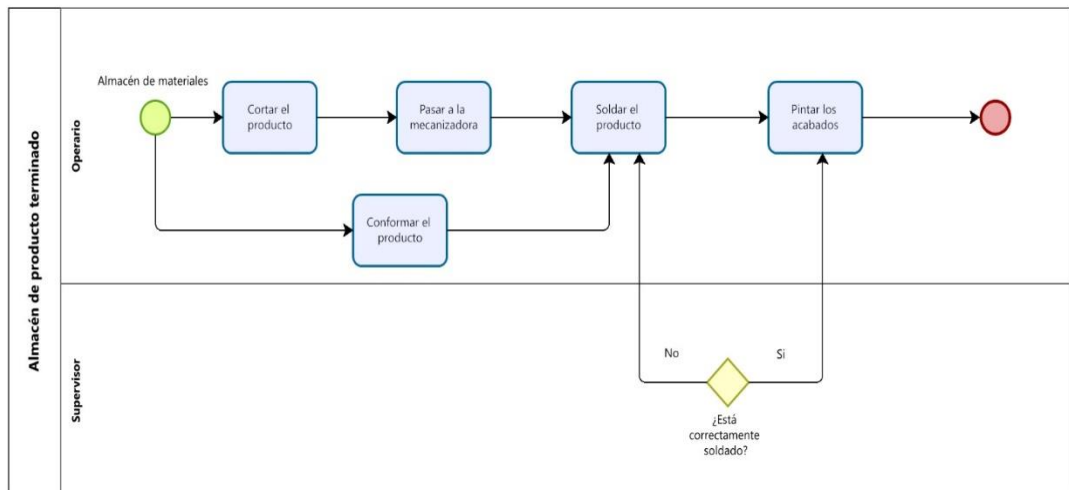 Almacén de producto terminado
Operario
Almacén de materiales
Cortar el
producto
Pasar a la
mecanizadora
Soldar el
producto
Pintar los
acabados
Conformar el
producto
Supervisor
No
Si
¿Está
correctamente
soldado?